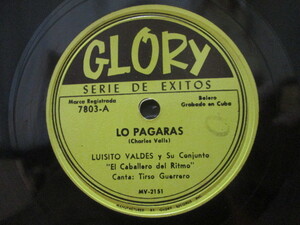 GLORY
SERIE DE EXITOS
Marca Registrada
7803-A
Bolero
Grabado en Cuba
LO PAGARAS
(Charles Valls)
LUISITO VALDES y Su Conjunto
"El Caballero del Ritmo"
Canta: Tirso Guerrero
MV-2151